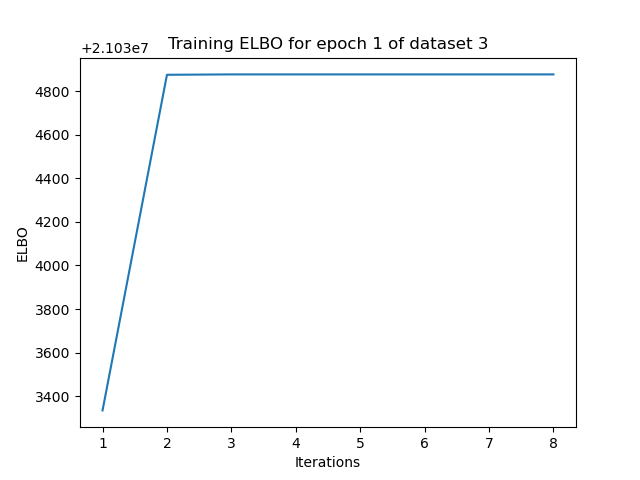 Training ELBO for epoch 1 of dataset 3
+2.103e7
4800
4600
4400
4200
4000
3800
3600
3400
ELBO
1 2 3 4 5 6 7 8
Iterations